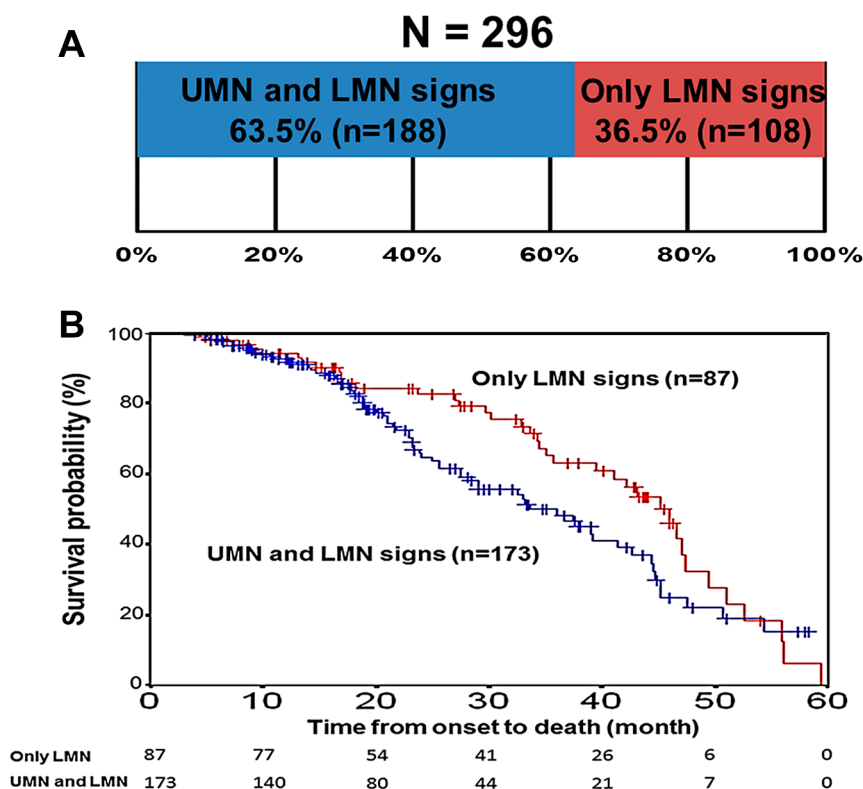 A
N = 296
UMN and LMN signs
63.5% (n=188)
Only LMN signs
36.5% (n=108)
0% 20% 40% 60% 80% 100%
B
Survival probability (%)
100
80
60
40
20
0
Only LMN signs (n=87)
UMN and LMN signs (n=173)
0 10 20 30 40 50 60
Time from onset to death (month)
Only LMN 87 77 54 41 26 6 0
UMN and LMN 173 140 80 44 21 7 0